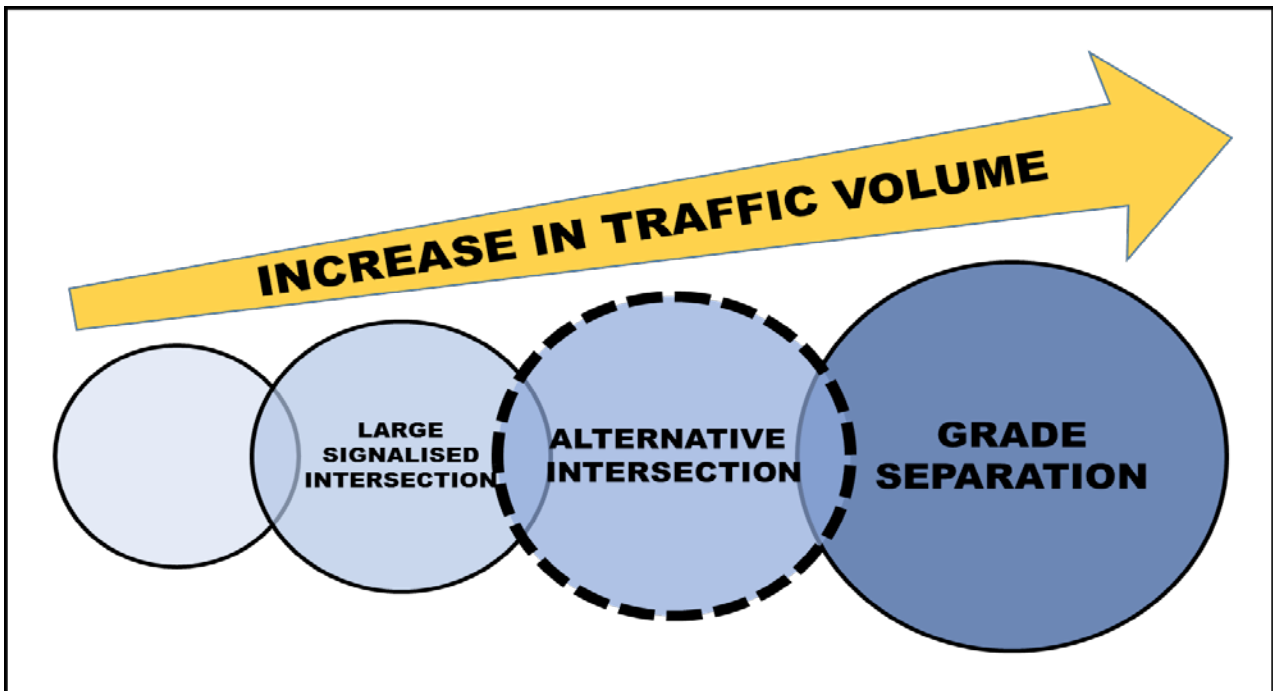 INCREASE IN TRAFFIC VOLUME
LARGE
SIGNALISED
INTERSECTION
ALTERNATIVE
INTERSECTION
GRADE
SEPARATION